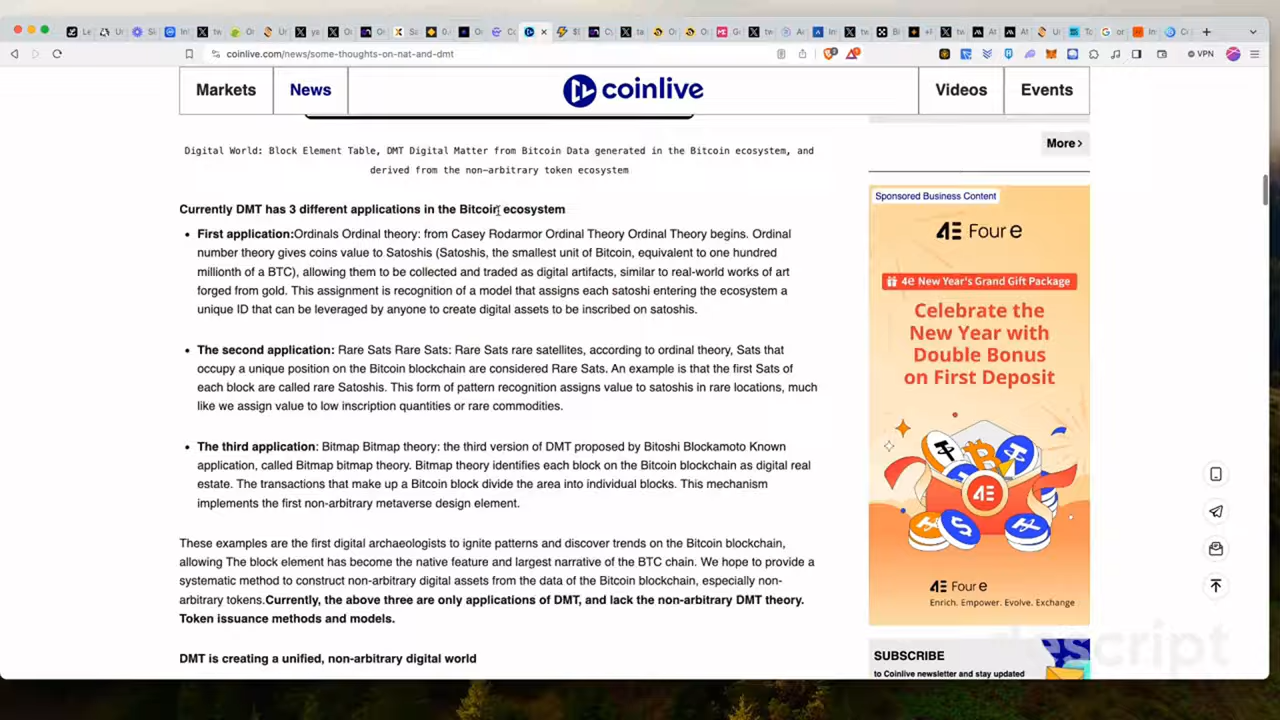 coinlive.com/news/some-thoughts-on-nat-and-dmt
VPN
Markets
News
coinlive
Videos
Events
Digital World: Block Element Table, DMT Digital Matter from Bitcoin Data generated in the Bitcoin ecosystem, and
derived from the non-arbitrary token ecosystem
More
Currently DMT has 3 different applications in the Bitcoin ecosystem
First application:Ordinals Ordinal theory: from Casey Rodarmor Ordinal Theory Ordinal Theory begins. Ordinal
number theory gives coins value to Satoshis (Satoshis, the smallest unit of Bitcoin, equivalent to one hundred
millionth of a BTC), allowing them to be collected and traded as digital artifacts, similar to real-world works of art
forged from gold. This assignment is recognition of a model that assigns each satoshi entering the ecosystem a
unique ID that can be leveraged by anyone to create digital assets to be inscribed on satoshis.
The second application: Rare Sats Rare Sats: Rare Sats rare satellites, according to ordinal theory, Sats that
occupy a unique position on the Bitcoin blockchain are considered Rare Sats. An example is that the first Sats of
each block are called rare Satoshis. This form of pattern recognition assigns value to satoshis in rare locations, much
like we assign value to low inscription quantities or rare commodities.
The third application: Bitmap Bitmap theory: the third version of DMT proposed by Bitoshi Blockamoto Known
application, called Bitmap bitmap theory. Bitmap theory identifies each block on the Bitcoin blockchain as digital real
estate. The transactions that make up a Bitcoin block divide the area into individual blocks. This mechanism
implements the first non-arbitrary metaverse design element.
These examples are the first digital archaeologists to ignite patterns and discover trends on the Bitcoin blockchain,
allowing The block element has become the native feature and largest narrative of the BTC chain. We hope to provide a
systematic method to construct non-arbitrary digital assets from the data of the Bitcoin blockchain, especially non-
arbitrary tokens.Currently, the above three are only applications of DMT, and lack the non-arbitrary DMT theory.
Token issuance methods and models.
DMT is creating a unified, non-arbitrary digital world
Sponsored Business Content
4E Four e
4e New Year's Grand Gift Package
Celebrate the
New Year with
Double Bonus
on First Deposit
4E
4E Four e
Enrich. Empower. Evolve. Exchange
SUBSCRIBE
to Coinlive newsletter and stay updated
descript